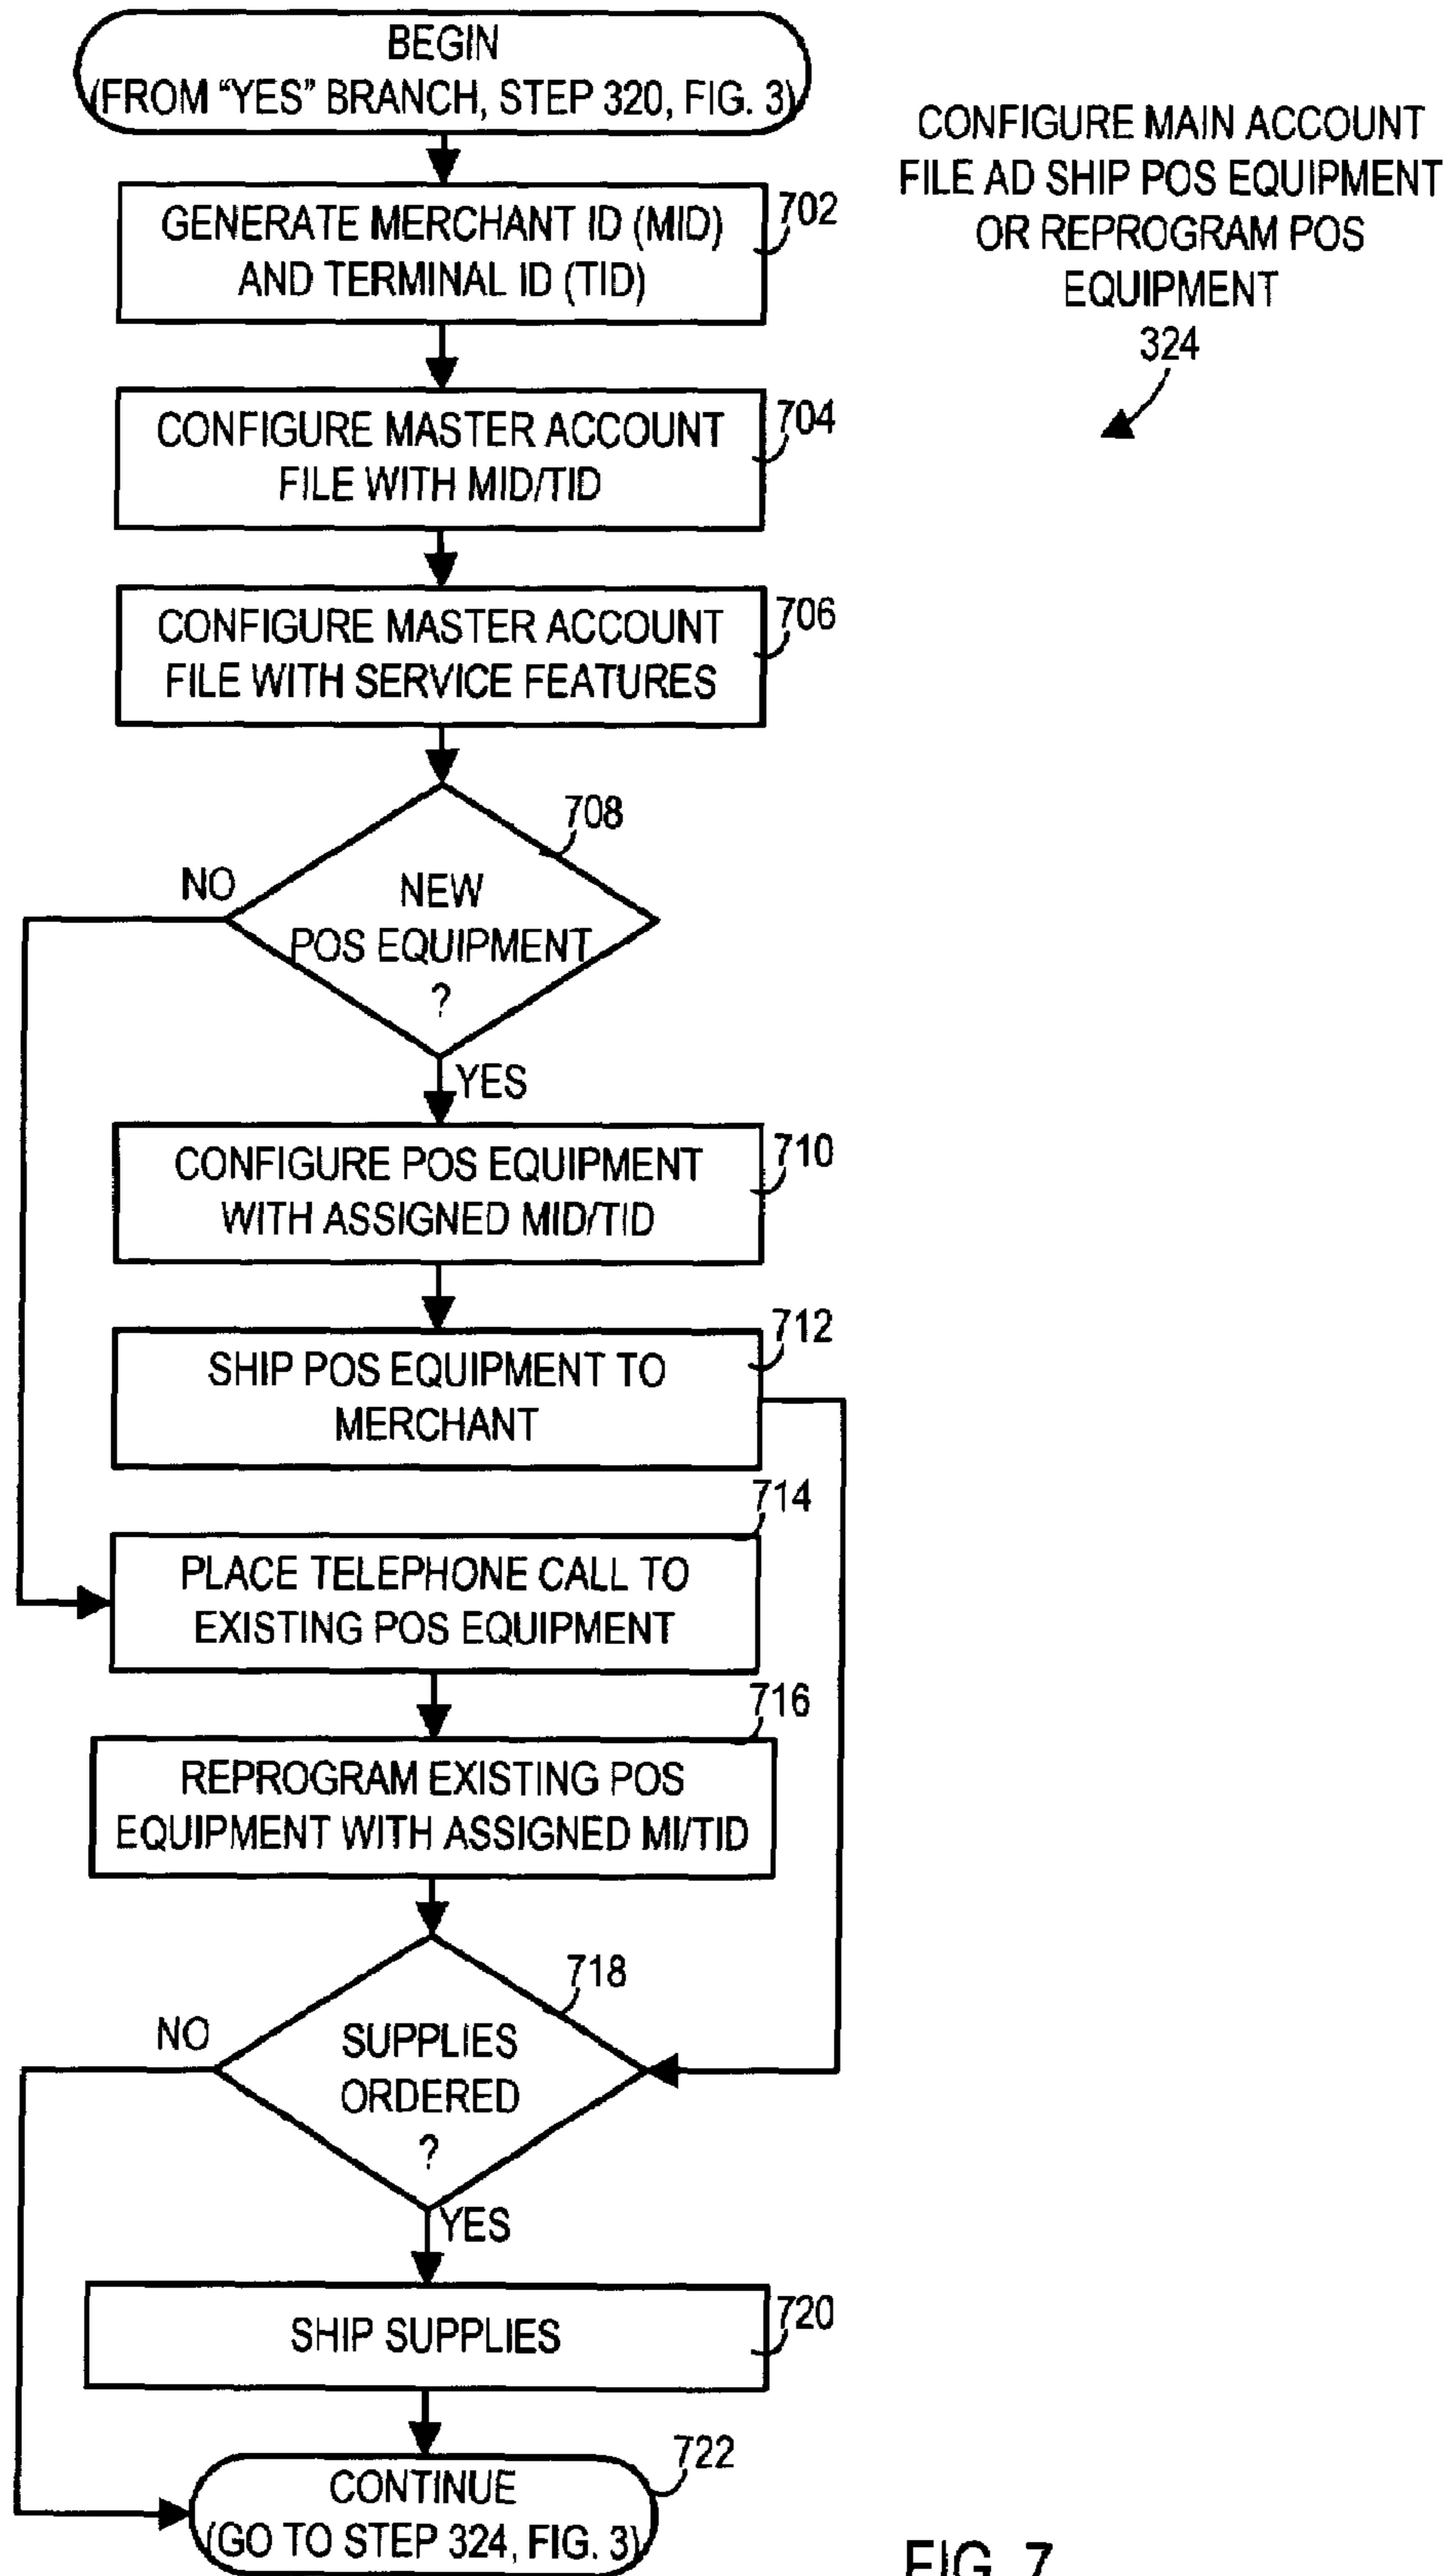 BEGIN
(FROM "YES" BRANCH, STEP 320, FIG. 3)
CONFIGURE MAIN ACCOUNT
FILE AD SHIP POS EQUIPMENT
OR REPROGRAM POS
EQUIPMENT
324
702
GENERATE MERCHANT ID (MID)
AND TERMINAL ID (TID)
704
CONFIGURE MASTER ACCOUNT
FILE WITH MID/TID
706
CONFIGURE MASTER ACCOUNT
FILE WITH SERVICE FEATURES
708
NO
NEW
POS EQUIPMENT
?
YES
710
CONFIGURE POS EQUIPMENT
WITH ASSIGNED MID/TID
712
SHIP POS EQUIPMENT TO
MERCHANT
714
PLACE TELEPHONE CALL TO
EXISTING POS EQUIPMENT
716
REPROGRAM EXISTING POS
EQUIPMENT WITH ASSIGNED MI/TID
718
NO
SUPPLIES
ORDERED
?
YES
720
SHIP SUPPLIES
722
CONTINUE
(GO TO STEP 324, FIG. 3)
FIG. 7